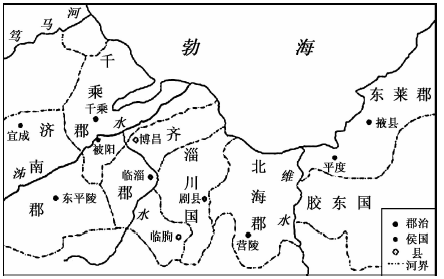 笃马河
渤海
千乘郡
千乘
东莱郡
掖县
宜成
济南郡
被阳
水
博昌
齐郡
淄川国
北海郡
潍水
平度
泲
临淄
剧县
胶东国
东平陵
水
临朐
营陵
郡治
侯国
县
河界